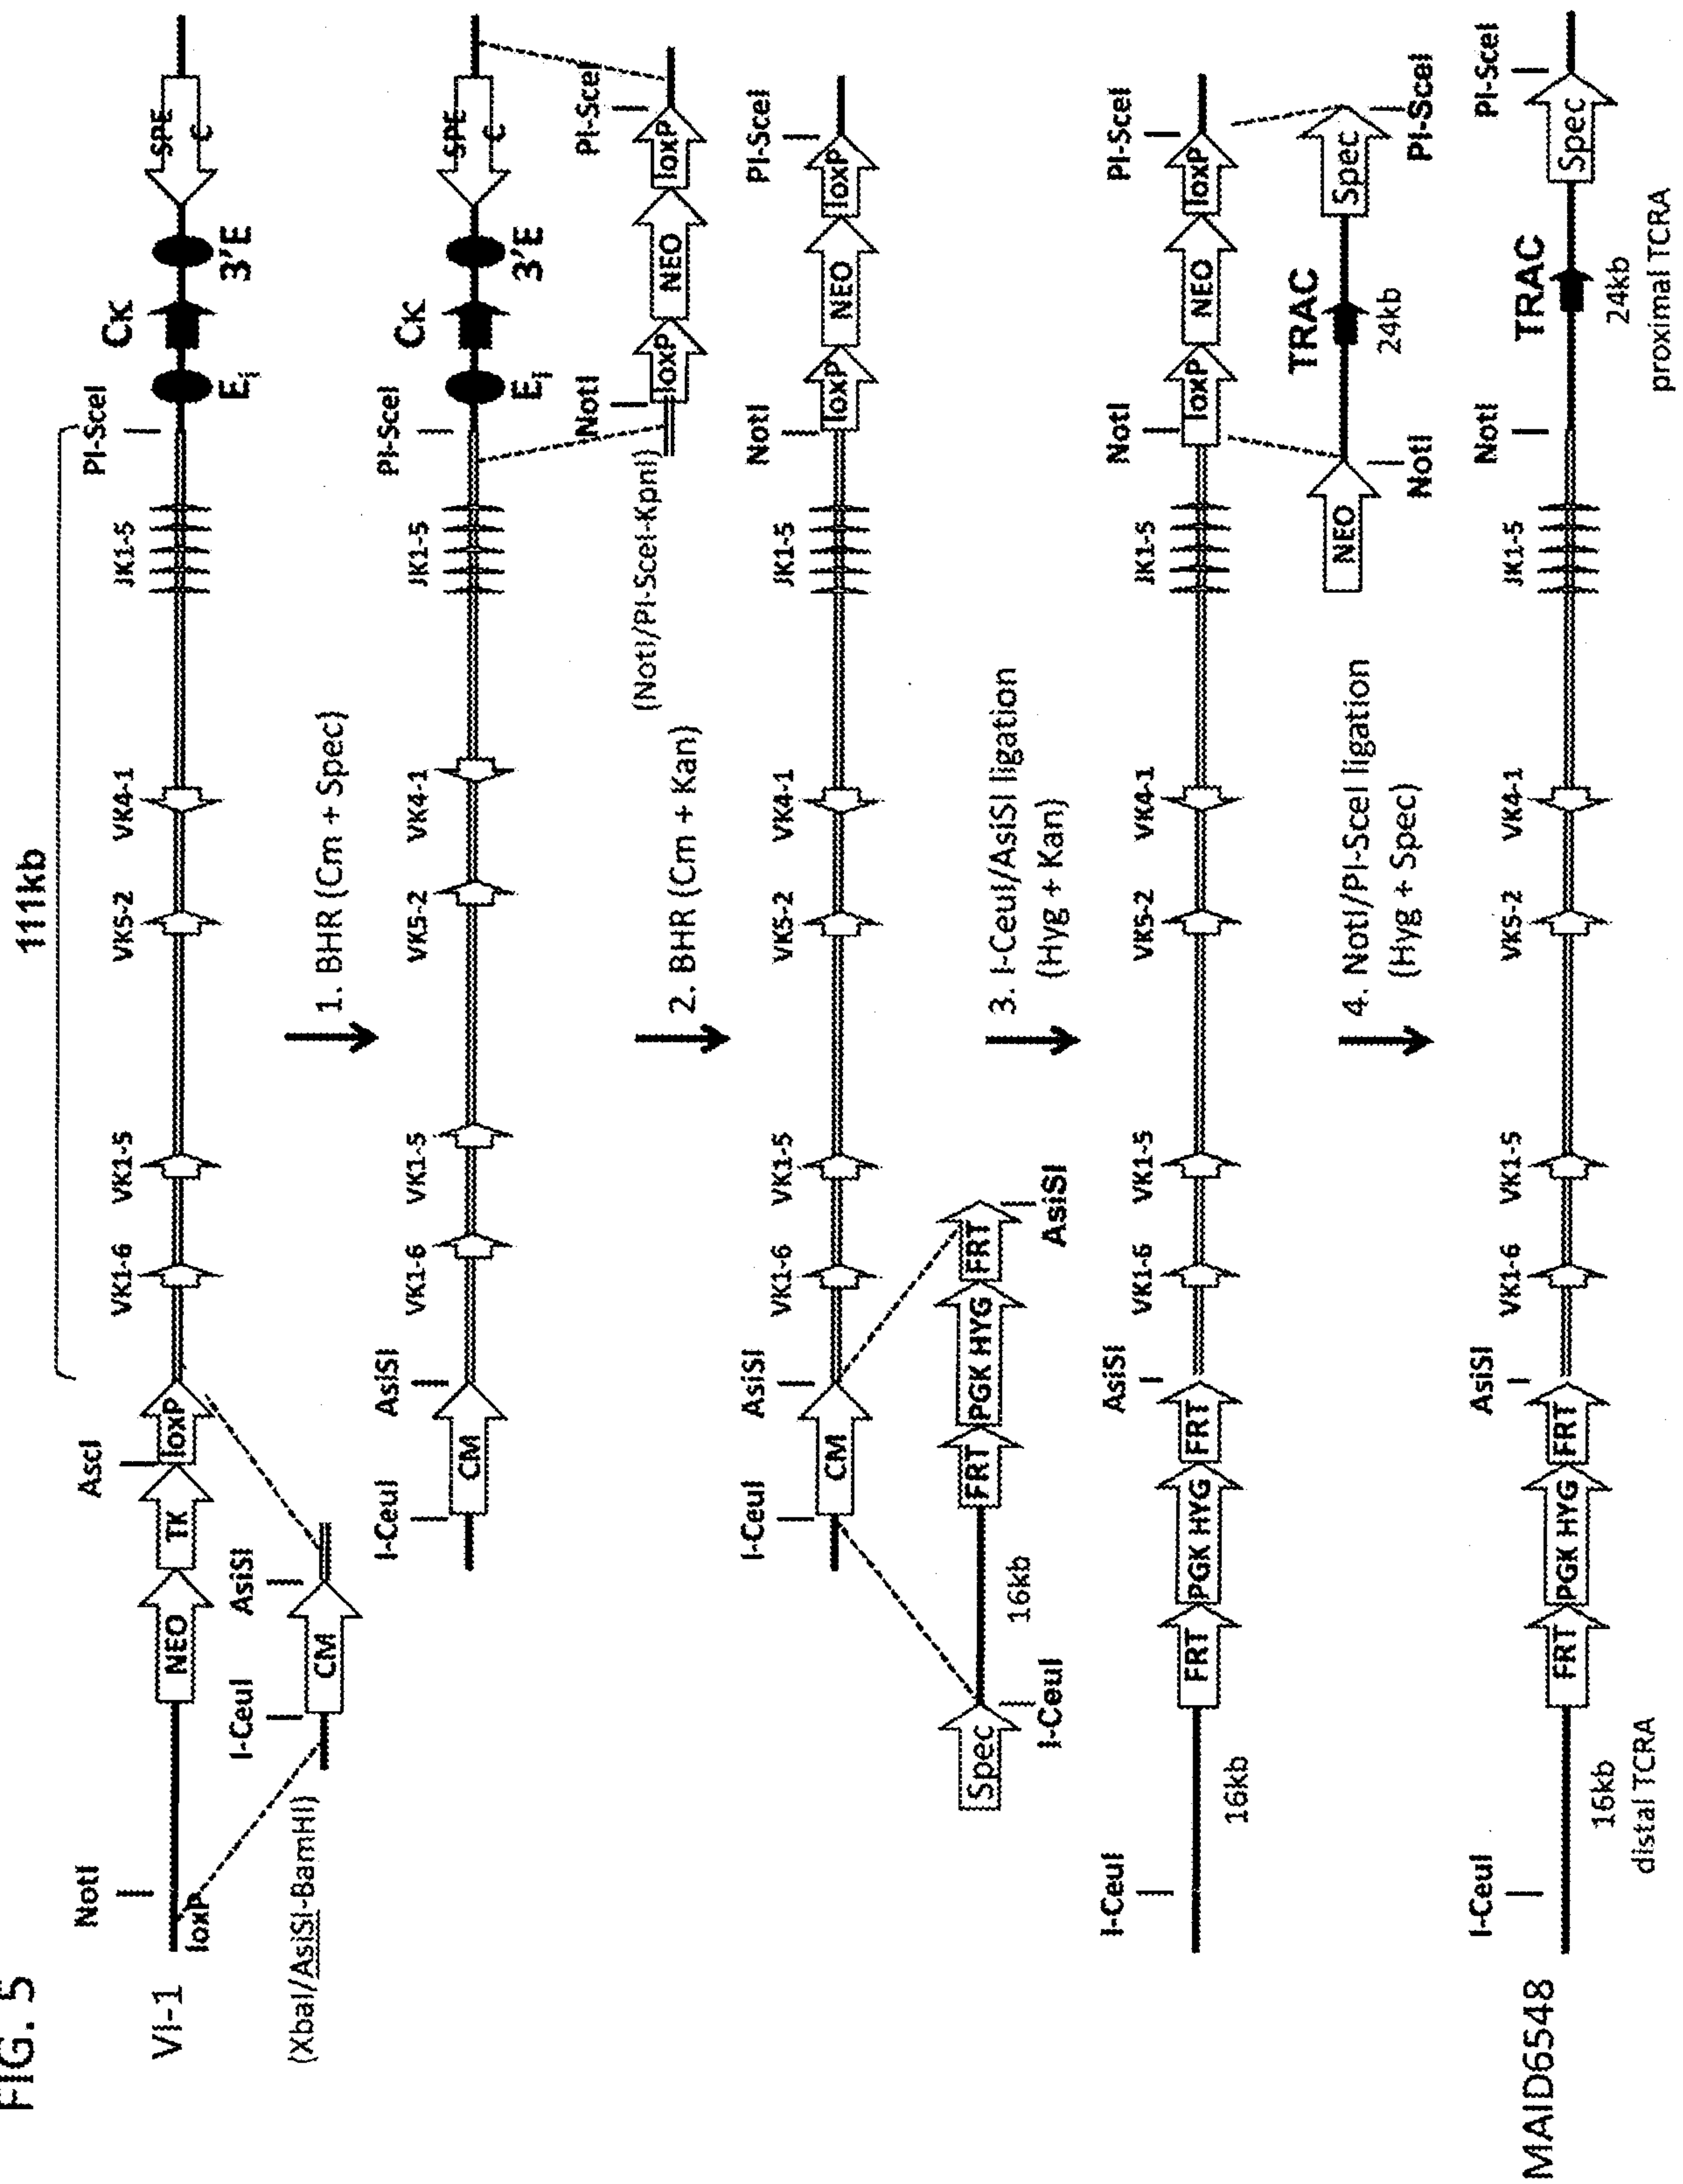 FIG. 5
111kb
VI-1
NotI
loxP
NEO
TK
AscI
loxP
VK1-6
VK1-5
VK5-2
VK4-1
JK1-5
PI-SceI
Ei
CK
3'E
SPE
C
(XbaI/AsiSI-BamHI)
I-CeuI
CM
AsiSI
1. BHR (Cm + Spec)
I-CeuI
CM
AsiSI
VK1-6
VK1-5
VK5-2
VK4-1
JK1-5
PI-SceI
Ei
CK
3'E
SPE
C
2. BHR (Cm + Kan)
(NotI/PI-SceI-KpnI)
NotI
loxP
NEO
loxP
PI-SceI
I-CeuI
CM
AsiSI
VK1-6
VK1-5
VK5-2
VK4-1
JK1-5
NotI
loxP
NEO
loxP
PI-SceI
Spec
I-CeuI
16kb
FRT
PGK HYG
FRT
AsiSI
3. I-CeuI/AsiSI ligation
(Hyg + Kan)
I-CeuI
16kb
FRT
PGK HYG
FRT
AsiSI
VK1-6
VK1-5
VK5-2
VK4-1
JK1-5
NotI
loxP
NEO
loxP
PI-SceI
4. NotI/PI-SceI ligation
(Hyg + Spec)
NEO
NotI
TRAC
24kb
Spec
PI-SceI
MAID6548
I-CeuI
16kb
distal TCRA
FRT
PGK HYG
FRT
AsiSI
VK1-6
VK1-5
VK5-2
VK4-1
JK1-5
NotI
TRAC
24kb
proximal TCRA
Spec
PI-SceI